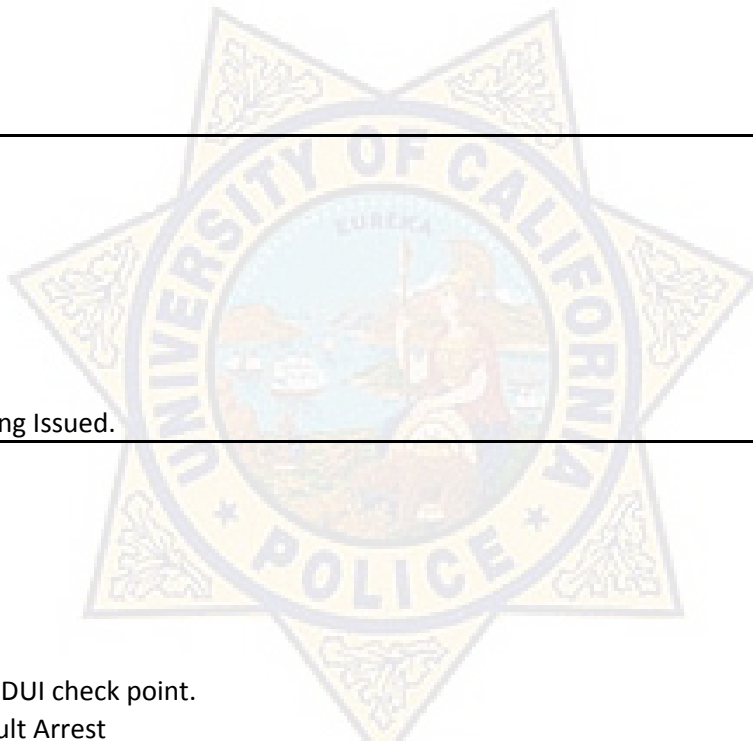 UNIVERSITY OF CALIFORNIA
EUREKA
ng Issued.
POLICE
DUI check point.
ult Arrest